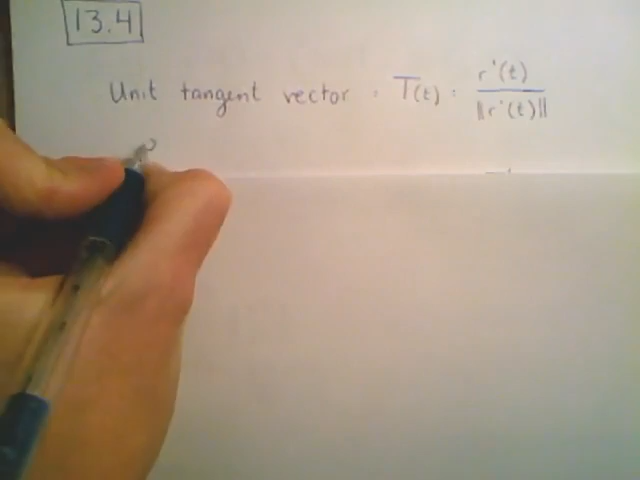 13.4
Unit tangent vector : T(t) : r'(t) / ||r'(t)||